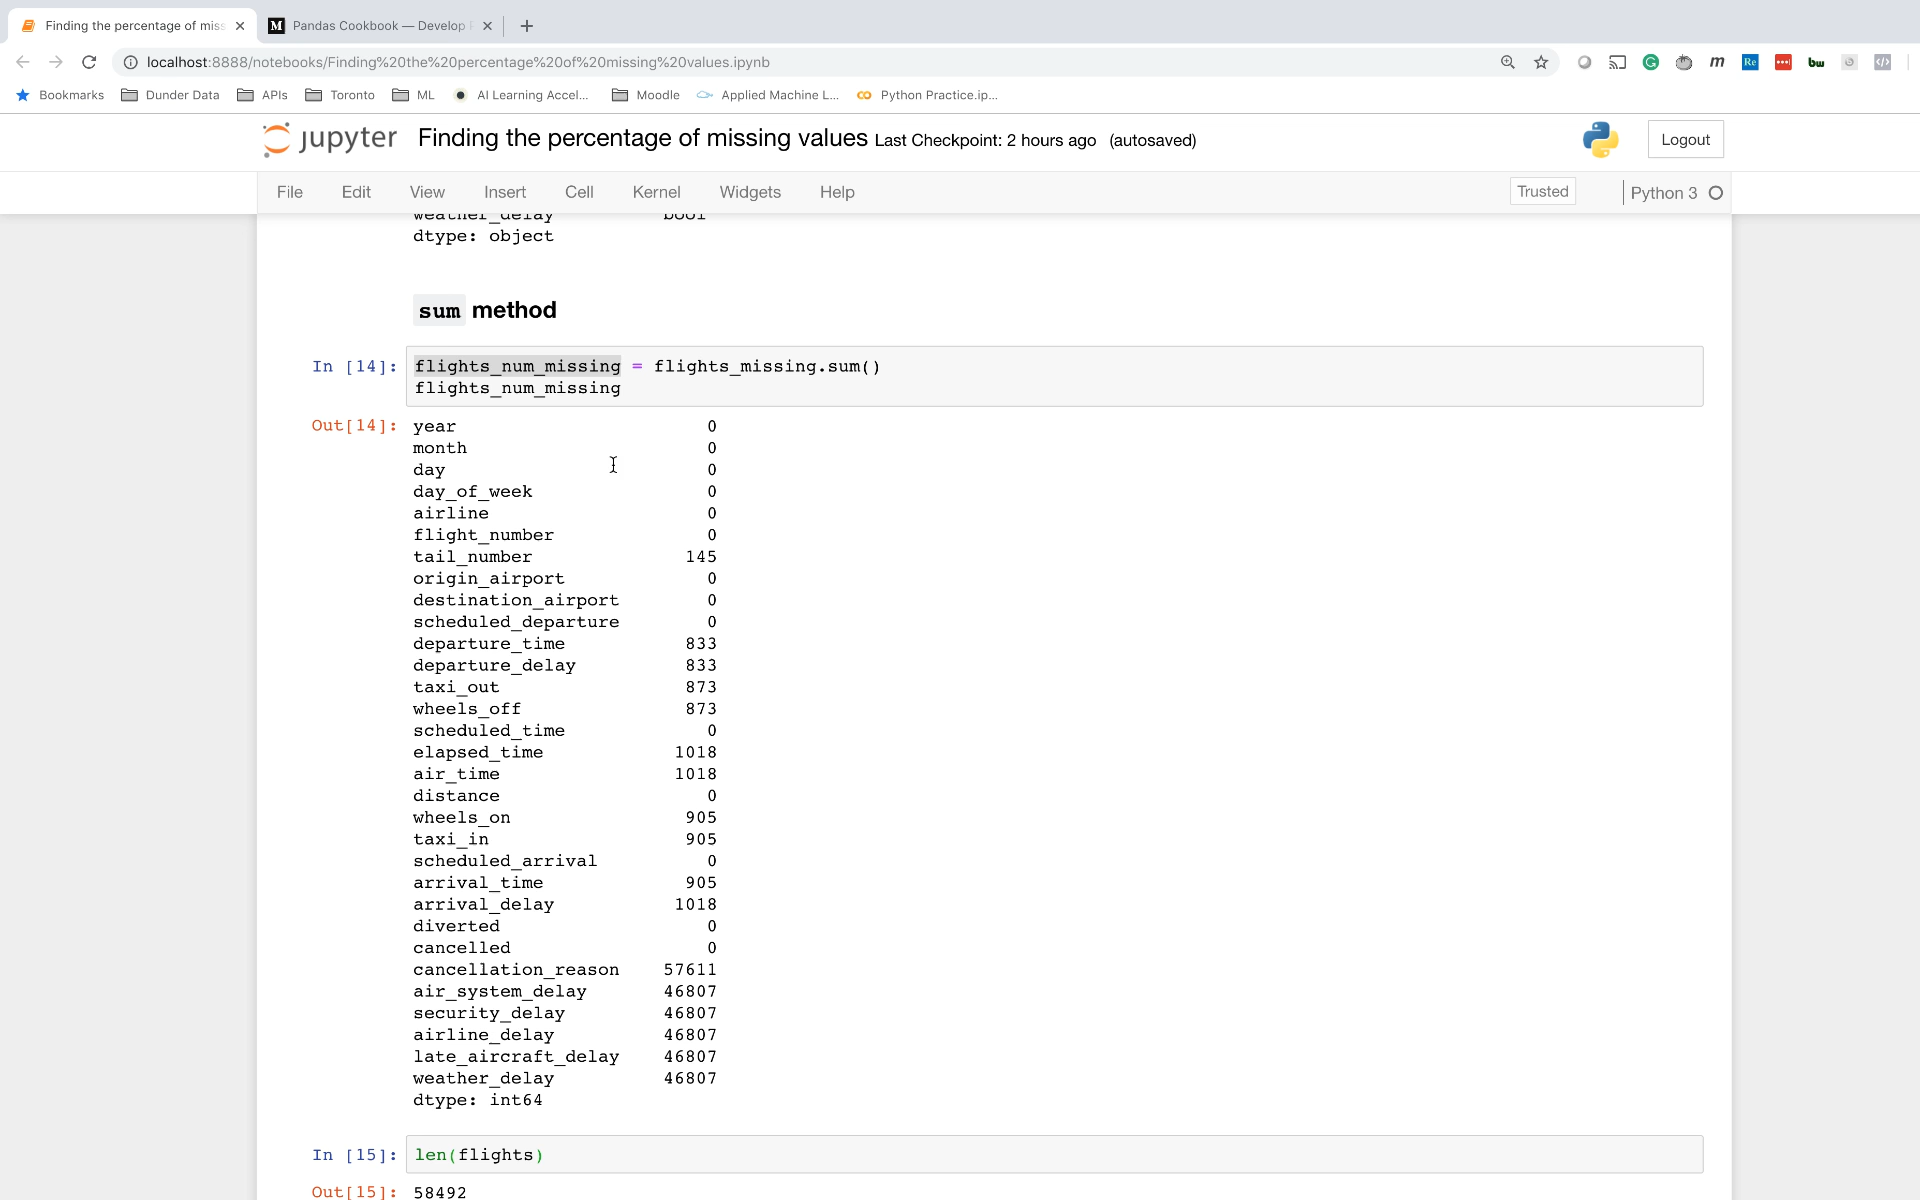 Finding the percentage of miss
Pandas Cookbook — Develop
localhost:8888/notebooks/Finding%20the%20percentage%20of%20missing%20values.ipynb
m Re bw
Bookmarks Dunder Data APIs Toronto ML AI Learning Accel... Moodle Applied Machine L... Python Practice.ip...
jupyter Finding the percentage of missing values Last Checkpoint: 2 hours ago (autosaved) Logout
File Edit View Insert Cell Kernel Widgets Help Trusted Python 3
weather_delay bool
dtype: object
sum method
In [14]: flights_num_missing = flights_missing.sum()
flights_num_missing
Out[14]: year 0
month 0
day 0
day_of_week 0
airline 0
flight_number 0
tail_number 145
origin_airport 0
destination_airport 0
scheduled_departure 0
departure_time 833
departure_delay 833
taxi_out 873
wheels_off 873
scheduled_time 0
elapsed_time 1018
air_time 1018
distance 0
wheels_on 905
taxi_in 905
scheduled_arrival 0
arrival_time 905
arrival_delay 1018
diverted 0
cancelled 0
cancellation_reason 57611
air_system_delay 46807
security_delay 46807
airline_delay 46807
late_aircraft_delay 46807
weather_delay 46807
dtype: int64
In [15]: len(flights)
Out[15]: 58492